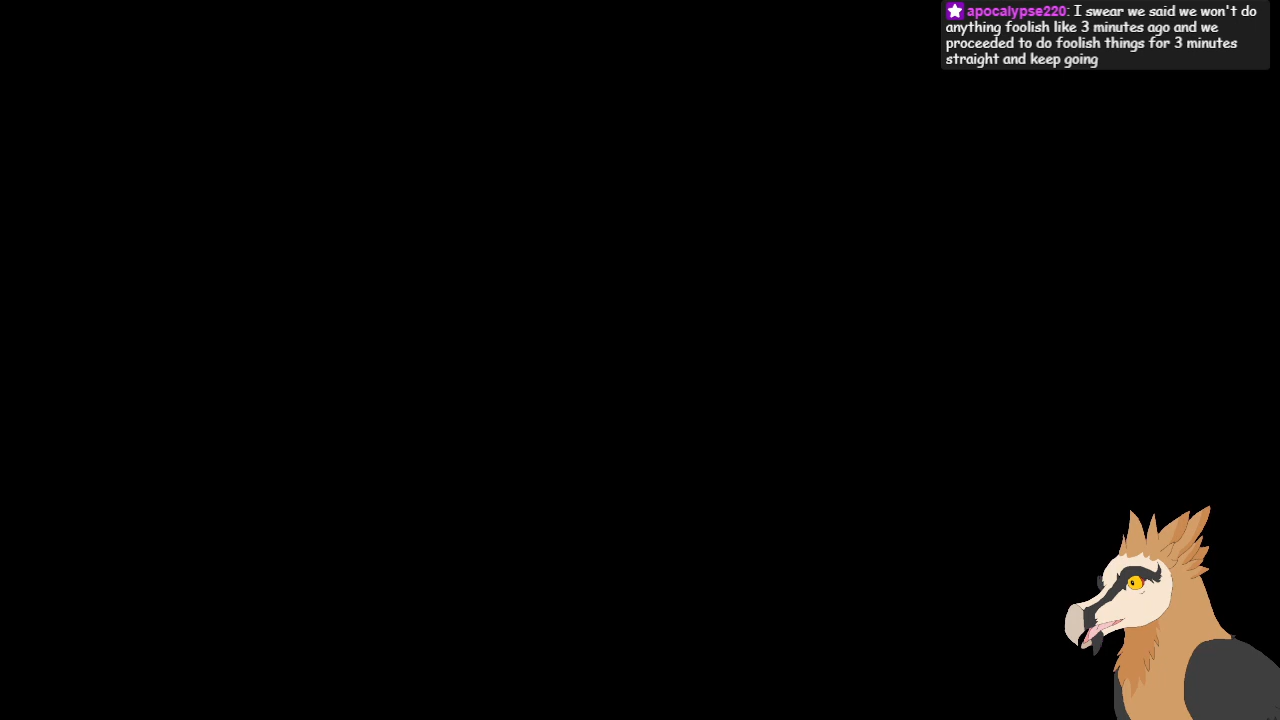 apocalypse220: I swear we said we won't do
anything foolish like 3 minutes ago and we
proceeded to do foolish things for 3 minutes
straight and keep going